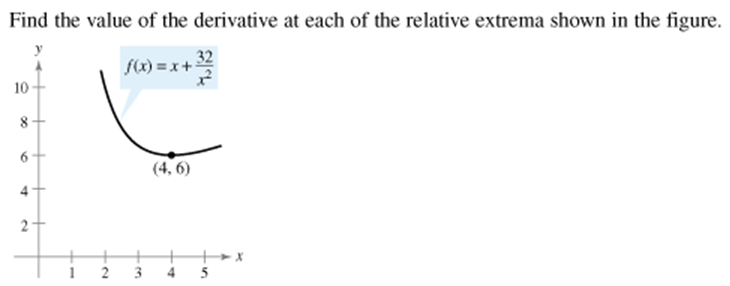 Find the value of the derivative at each of the relative extrema shown in the figure.
y
f(x) = x + 32/x²
10
8
6
(4, 6)
4
2
x
1 2 3 4 5